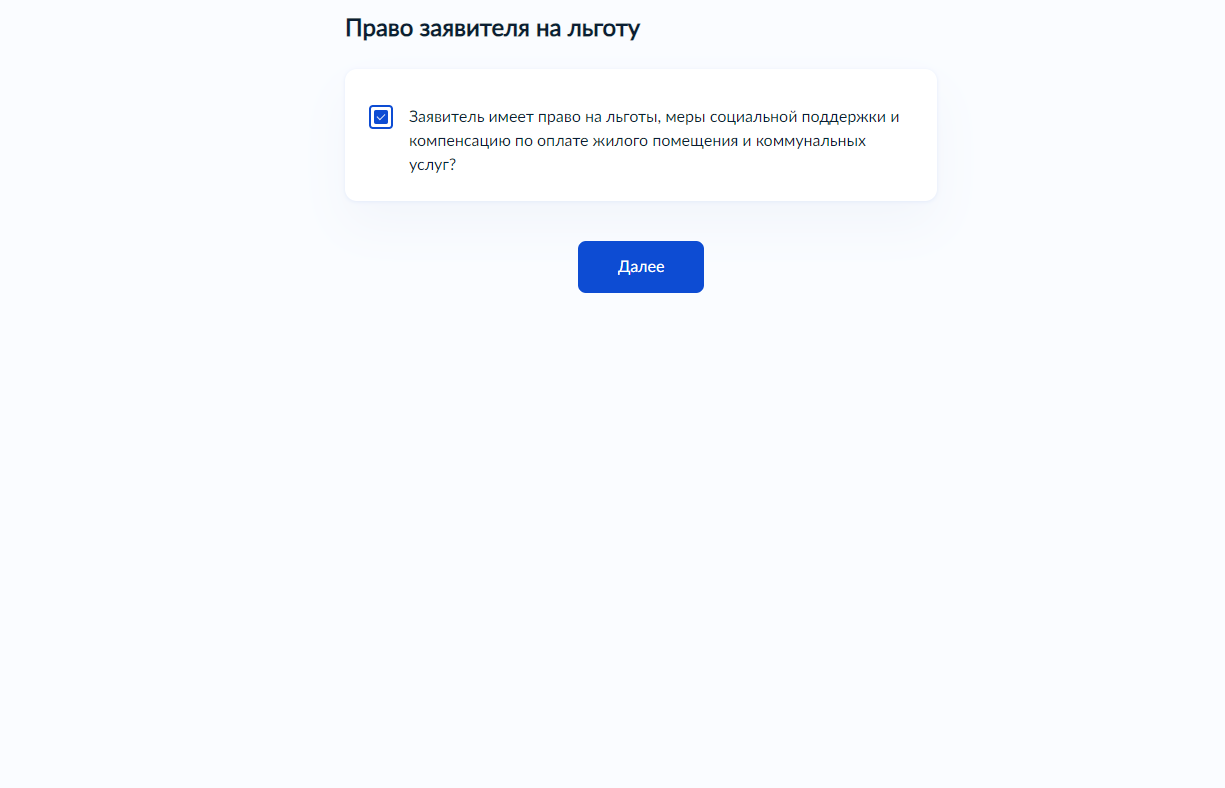 Право заявителя на льготу
Заявитель имеет право на льготы, меры социальной поддержки и
компенсацию по оплате жилого помещения и коммунальных
услуг?
Далее